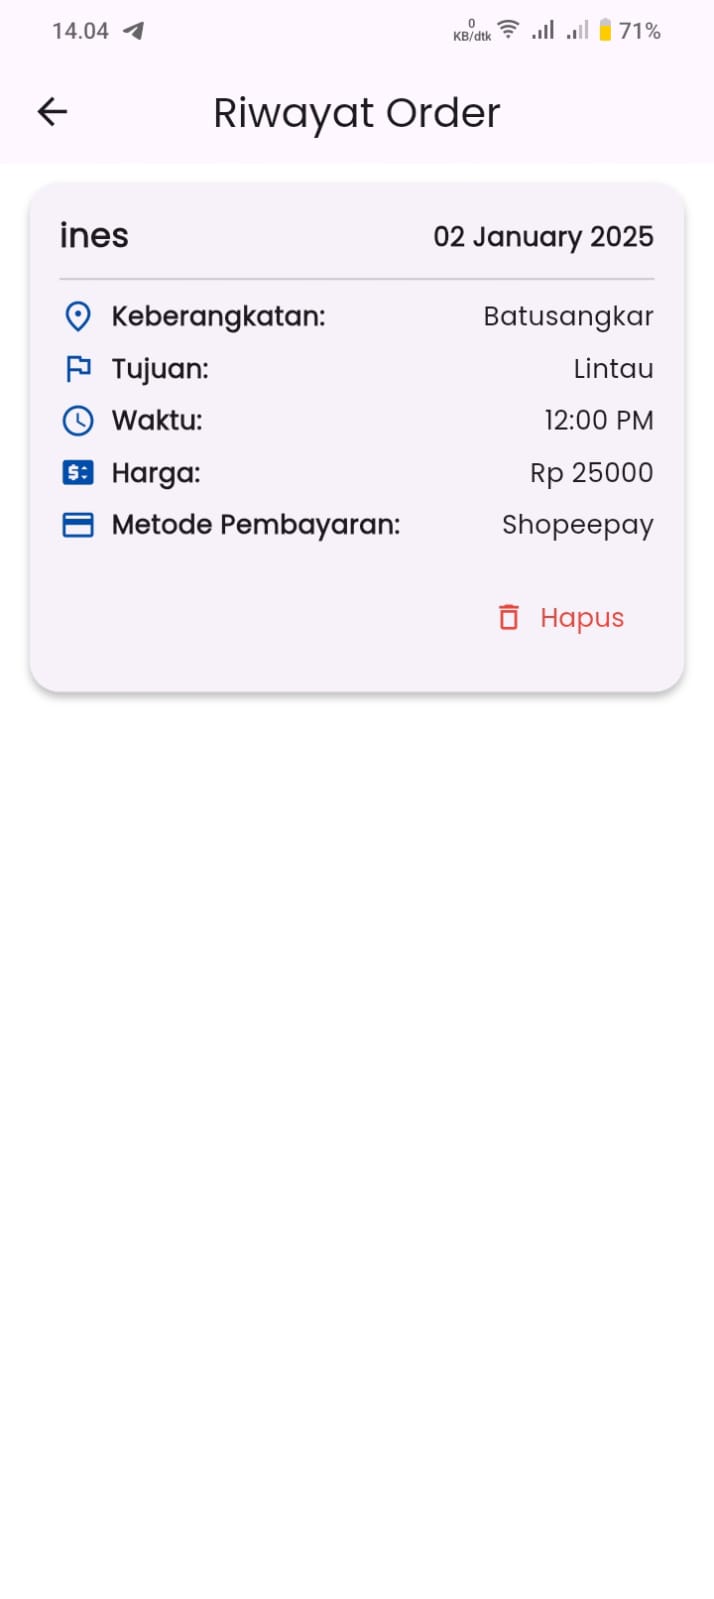 14.04
0
KB/dtk
71%
Riwayat Order
ines 02 January 2025
Keberangkatan: Batusangkar
Tujuan: Lintau
Waktu: 12:00 PM
Harga: Rp 25000
Metode Pembayaran: Shopeepay
Hapus